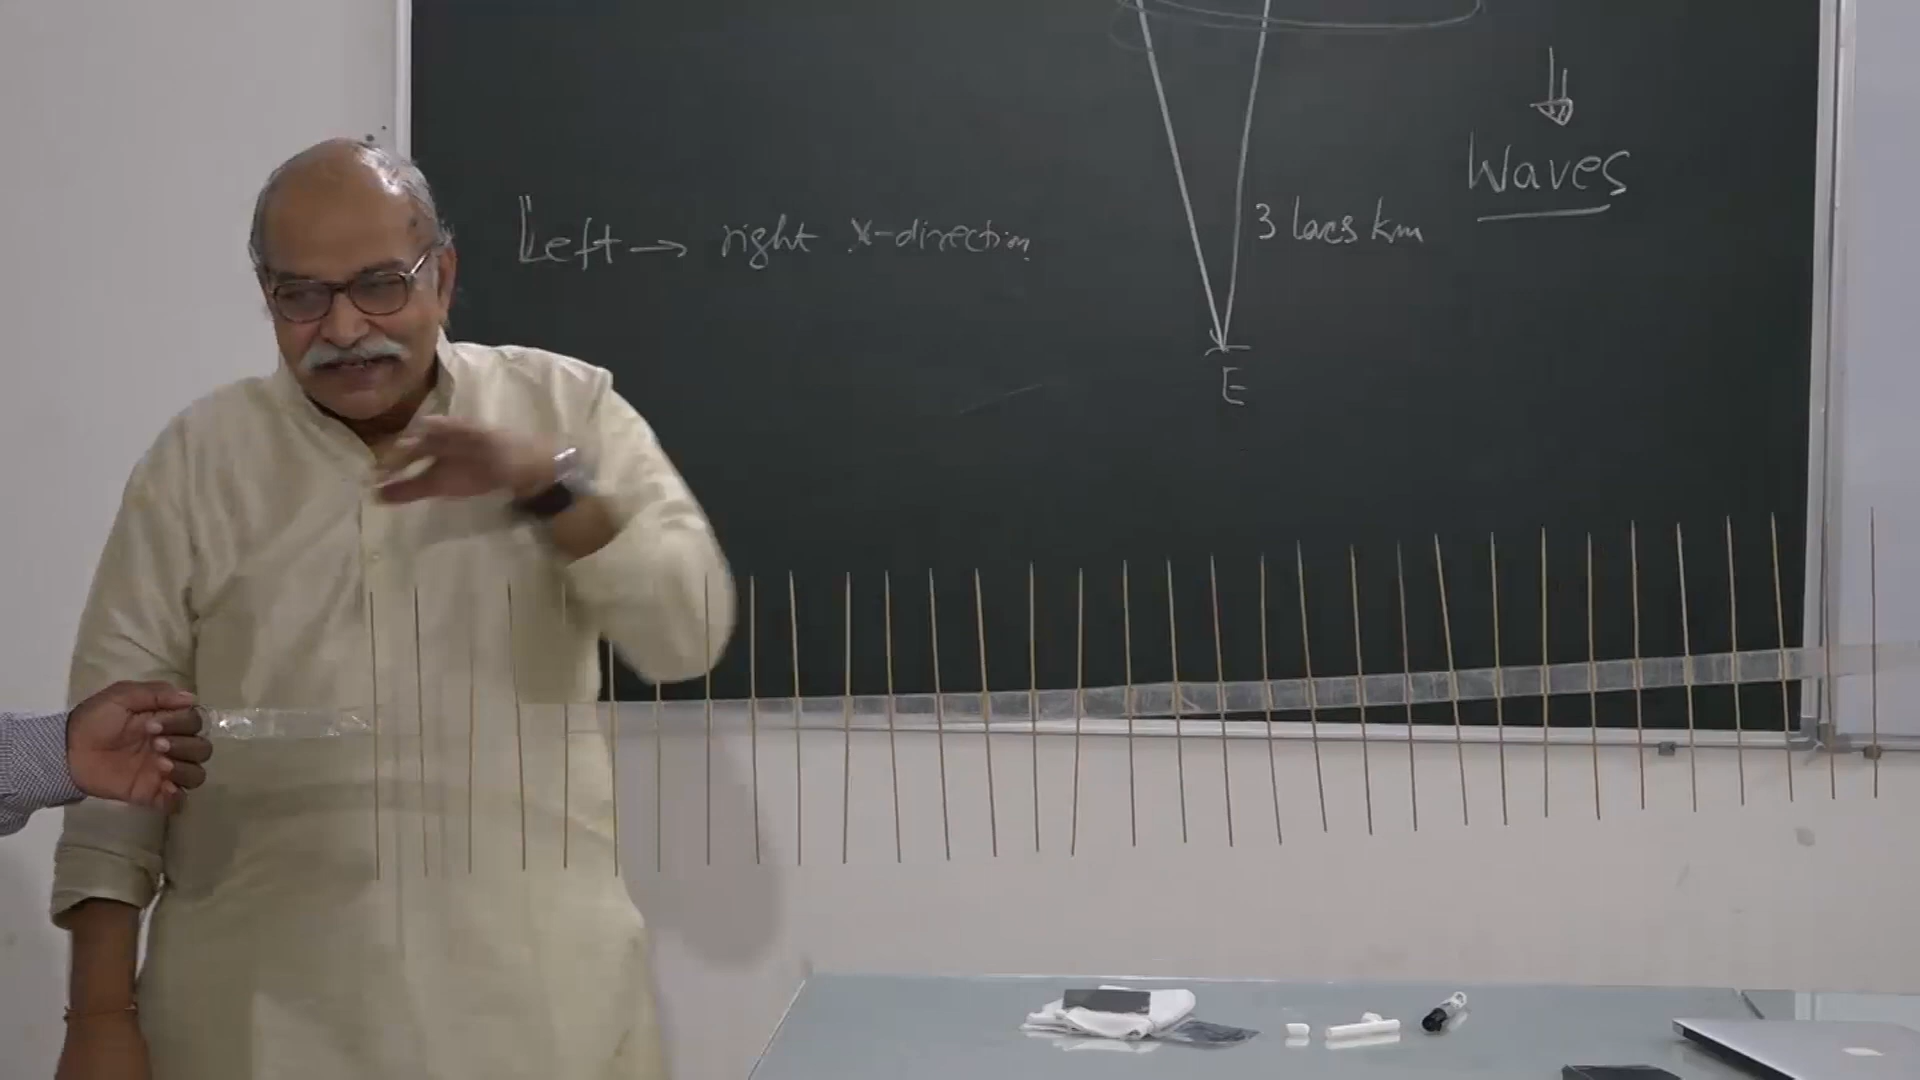 Left → right x-direction
3 lacs km
E
Waves